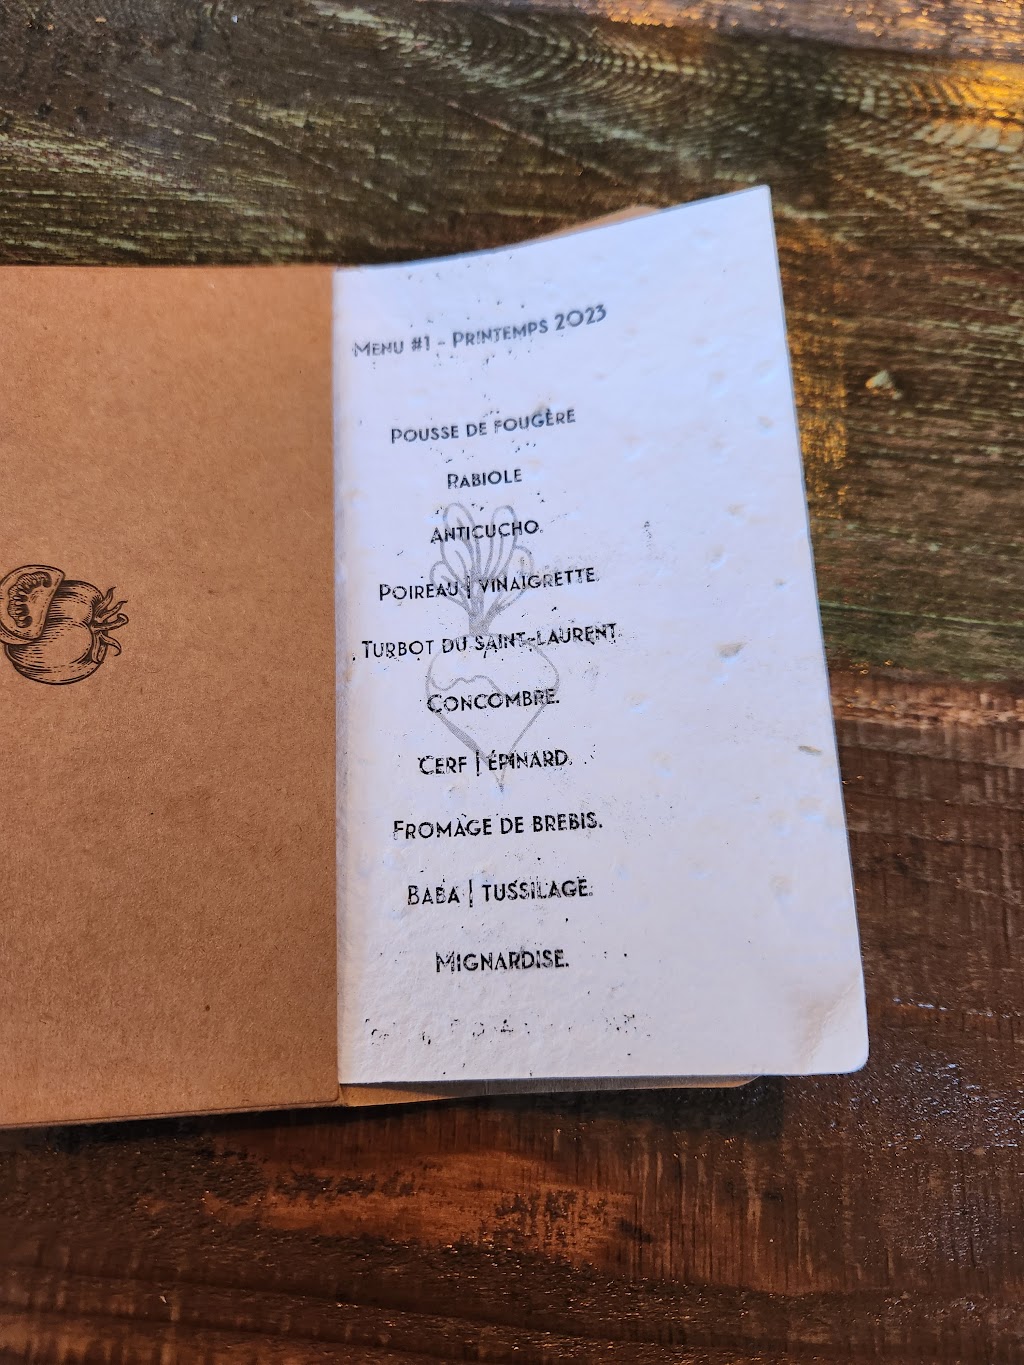 Menu #1 - Printemps 2023
Pousse de fougère
Rabiole
Anticucho.
Poireau | vinaigrette.
Turbot du saint-laurent.
Concombre.
Cerf | épinard.
Fromage de brebis.
Baba | tussilage.
Mignardise.